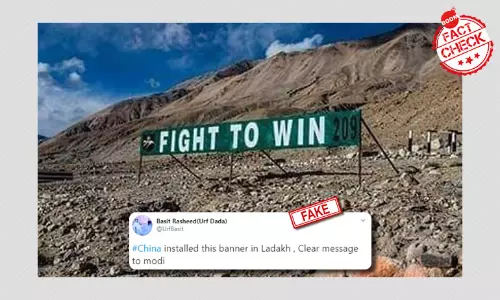 BOOM
FACT
CHECK
FIGHT TO WIN 209
FAKE
Basit Rasheed(Urf Dada)
@UrfBasit
#China installed this banner in Ladakh , Clear message
to modi